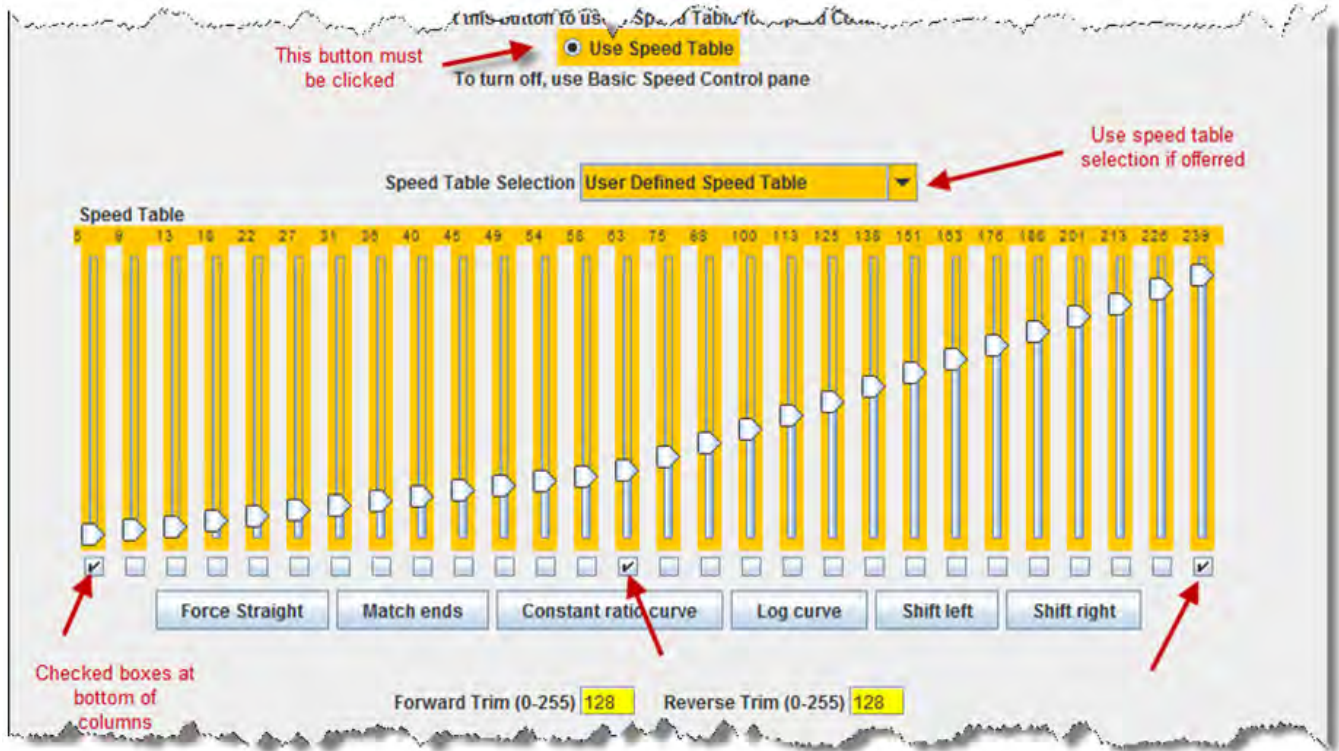 This button must
be clicked
Use Speed Table
To turn off, use Basic Speed Control pane
Use speed table
selection if offerred
Speed Table Selection User Defined Speed Table
Speed Table
5 9 13 18 22 27 31 36 40 45 49 54 58 63 75 88 100 113 125 138 151 163 176 188 201 213 226 239
Force Straight Match ends Constant ratio curve Log curve Shift left Shift right
Checked boxes at
bottom of
columns
Forward Trim (0-255) 128 Reverse Trim (0-255) 128